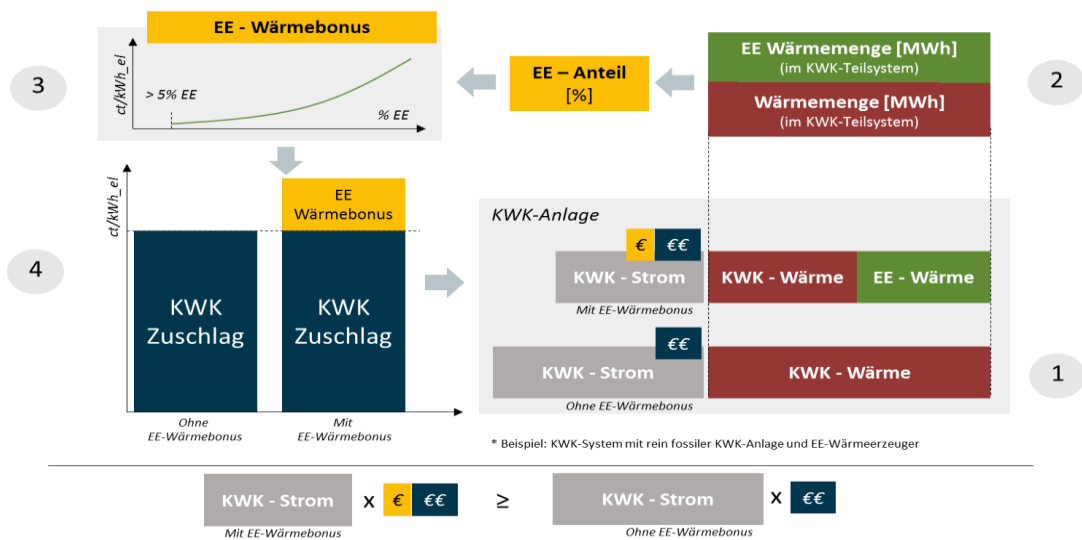 EE - Wärmebonus
ct/kWh_el
> 5% EE
% EE
3
EE – Anteil
[%]
EE Wärmemenge [MWh]
(im KWK-Teilsystem)
Wärmemenge [MWh]
(im KWK-Teilsystem)
2
ct/kWh_el
EE
Wärmebonus
KWK
Zuschlag
KWK
Zuschlag
Ohne
EE-Wärmebonus
Mit
EE-Wärmebonus
4
KWK-Anlage
€ €€
KWK - Strom
KWK - Wärme
EE - Wärme
Mit EE-Wärmebonus
€€
KWK - Strom
KWK - Wärme
Ohne EE-Wärmebonus
1
* Beispiel: KWK-System mit rein fossiler KWK-Anlage und EE-Wärmeerzeuger
KWK - Strom x € €€ ≥ KWK - Strom x €€
Mit EE-Wärmebonus
Ohne EE-Wärmebonus